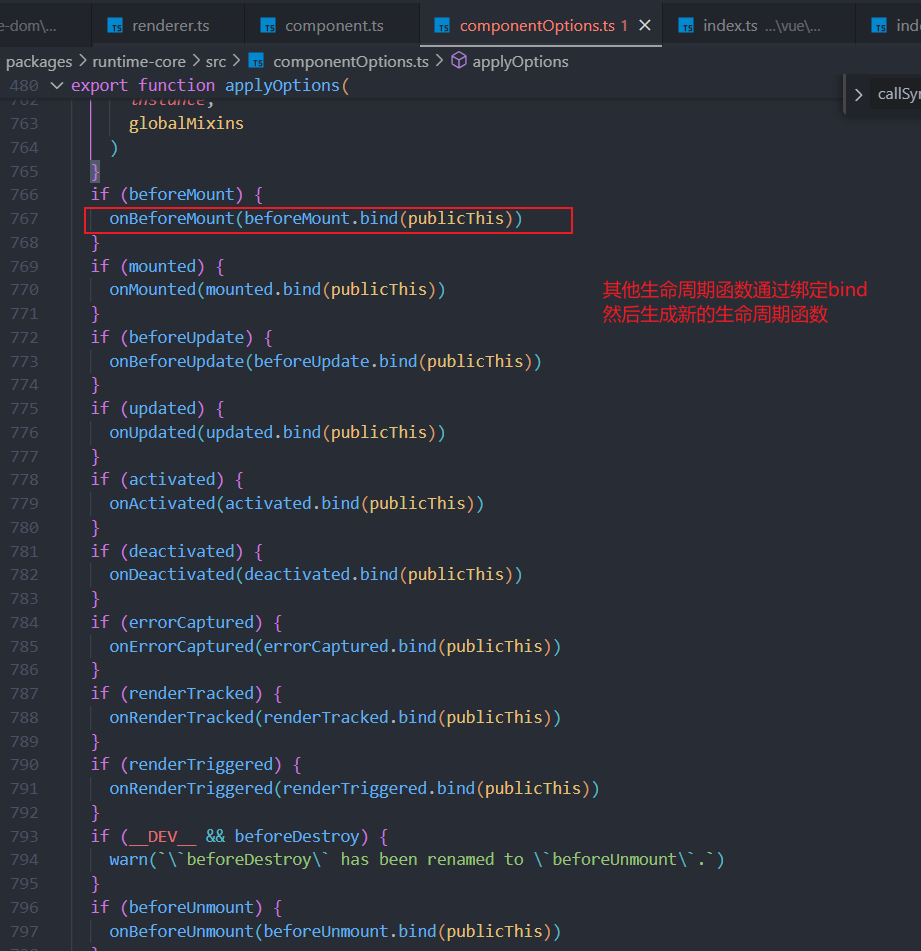 e-dom\...
renderer.ts
component.ts
componentOptions.ts 1
index.ts ...\vue\...
packages > runtime-core > src > componentOptions.ts > applyOptions
480 export function applyOptions(
callSy
762 instance,
763 globalMixins
764 )
765 }
766 if (beforeMount) {
767 onBeforeMount(beforeMount.bind(publicThis))
768 }
769 if (mounted) {
770 onMounted(mounted.bind(publicThis))
771 }
其他生命周期函数通过绑定bind
然后生成新的生命周期函数
772 if (beforeUpdate) {
773 onBeforeUpdate(beforeUpdate.bind(publicThis))
774 }
775 if (updated) {
776 onUpdated(updated.bind(publicThis))
777 }
778 if (activated) {
779 onActivated(activated.bind(publicThis))
780 }
781 if (deactivated) {
782 onDeactivated(deactivated.bind(publicThis))
783 }
784 if (errorCaptured) {
785 onErrorCaptured(errorCaptured.bind(publicThis))
786 }
787 if (renderTracked) {
788 onRenderTracked(renderTracked.bind(publicThis))
789 }
790 if (renderTriggered) {
791 onRenderTriggered(renderTriggered.bind(publicThis))
792 }
793 if (__DEV__ && beforeDestroy) {
794 warn(`\`beforeDestroy\` has been renamed to \`beforeUnmount\`.`)
795 }
796 if (beforeUnmount) {
797 onBeforeUnmount(beforeUnmount.bind(publicThis))